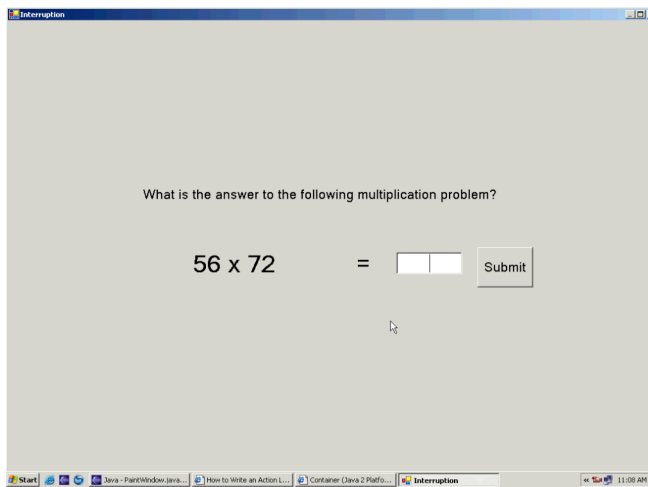 Interruption
What is the answer to the following multiplication problem?
56 x 72 = Submit
Start Java - PaintWindow.java... How to Write an Action L... Container (Java 2 Platfo... Interruption « 11:08 AM